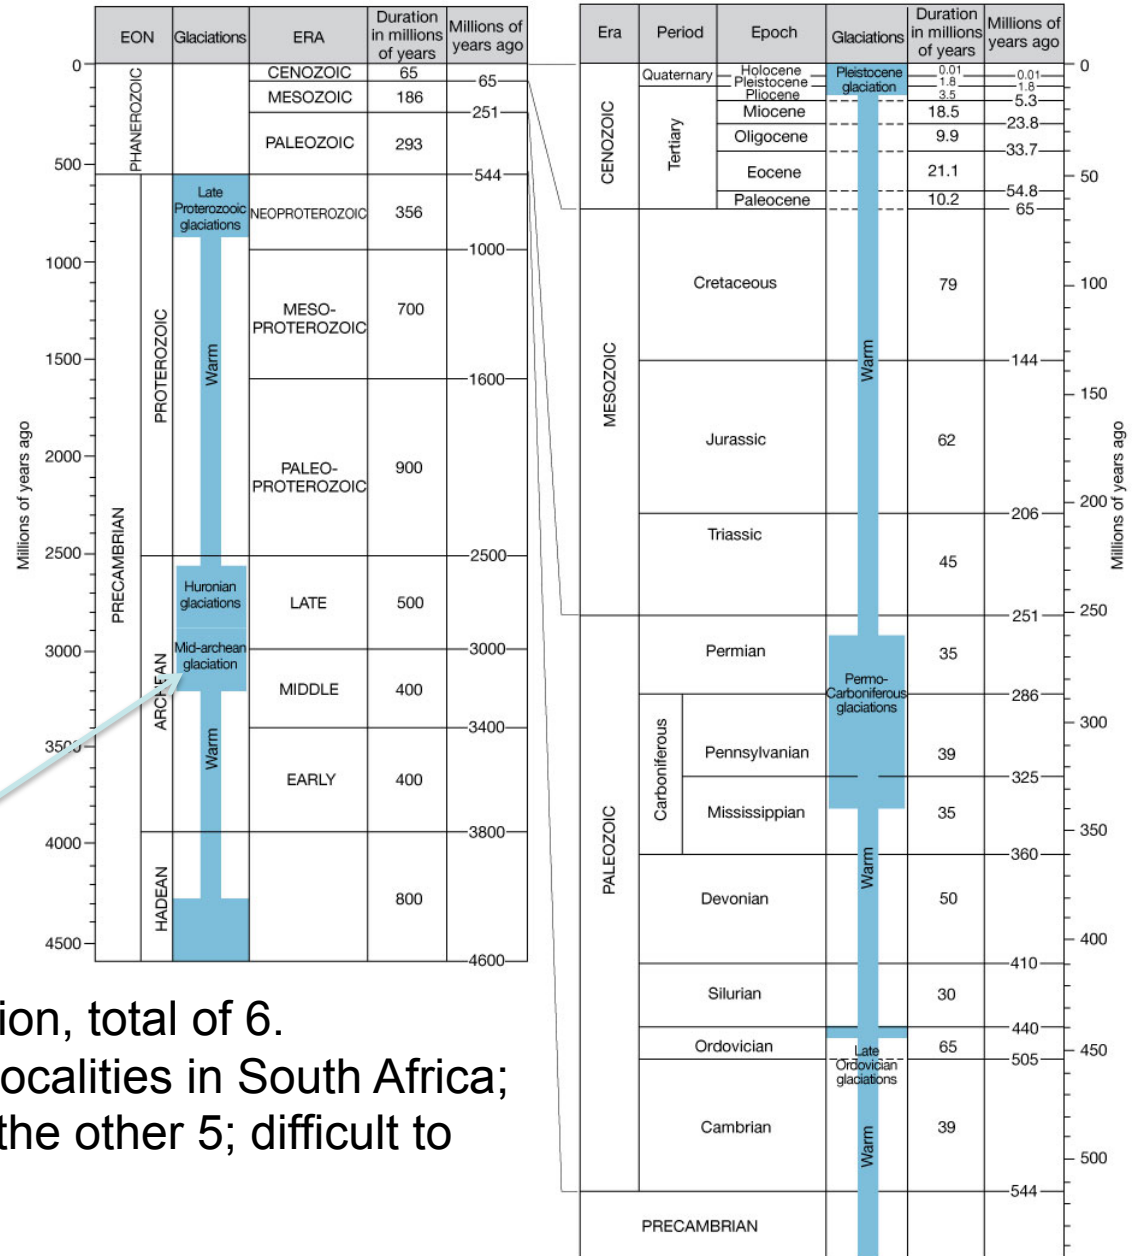 EON Glaciations ERA Duration in millions of years Millions of years ago
0
500
1000
1500
2000
2500
3000
3500
4000
4500
Millions of years ago
PHANEROZOIC
PRECAMBRIAN
PROTEROZOIC
ARCHEAN
HADEAN
Late
Proterozooic
glaciations
Warm
Huronian
glaciations
Mid-archean
glaciation
Warm
CENOZOIC 65
65
MESOZOIC 186
251
PALEOZOIC 293
544
NEOPROTEROZOIC 356
1000
MESO-
PROTEROZOIC 700
1600
PALEO-
PROTEROZOIC 900
2500
LATE 500
3000
MIDDLE 400
3400
EARLY 400
3800
800
4600
Era Period Epoch Glaciations Duration in millions of years Millions of years ago
CENOZOIC
MESOZOIC
PALEOZOIC
Quaternary
Tertiary
Holocene 0.01
0.01
Pleistocene 1.8
1.8
Pliocene 3.5
5.3
Miocene 18.5
23.8
Oligocene 9.9
33.7
Eocene 21.1
54.8
Paleocene 10.2
65
Cretaceous 79
144
Jurassic 62
206
Triassic 45
251
Permian 35
286
Carboniferous
Pennsylvanian 39
325
Mississippian 35
360
Devonian 50
410
Silurian 30
440
Ordovician 65
505
Cambrian 39
544
PRECAMBRIAN
Pleistocene
glaciation
Warm
Permo-
Carboniferous
glaciations
Warm
Late
Ordovician
glaciations
Warm
0
50
100
150
200
250
300
350
400
450
500
Millions of years ago
ion, total of 6.
ocalities in South Africa;
the other 5; difficult to